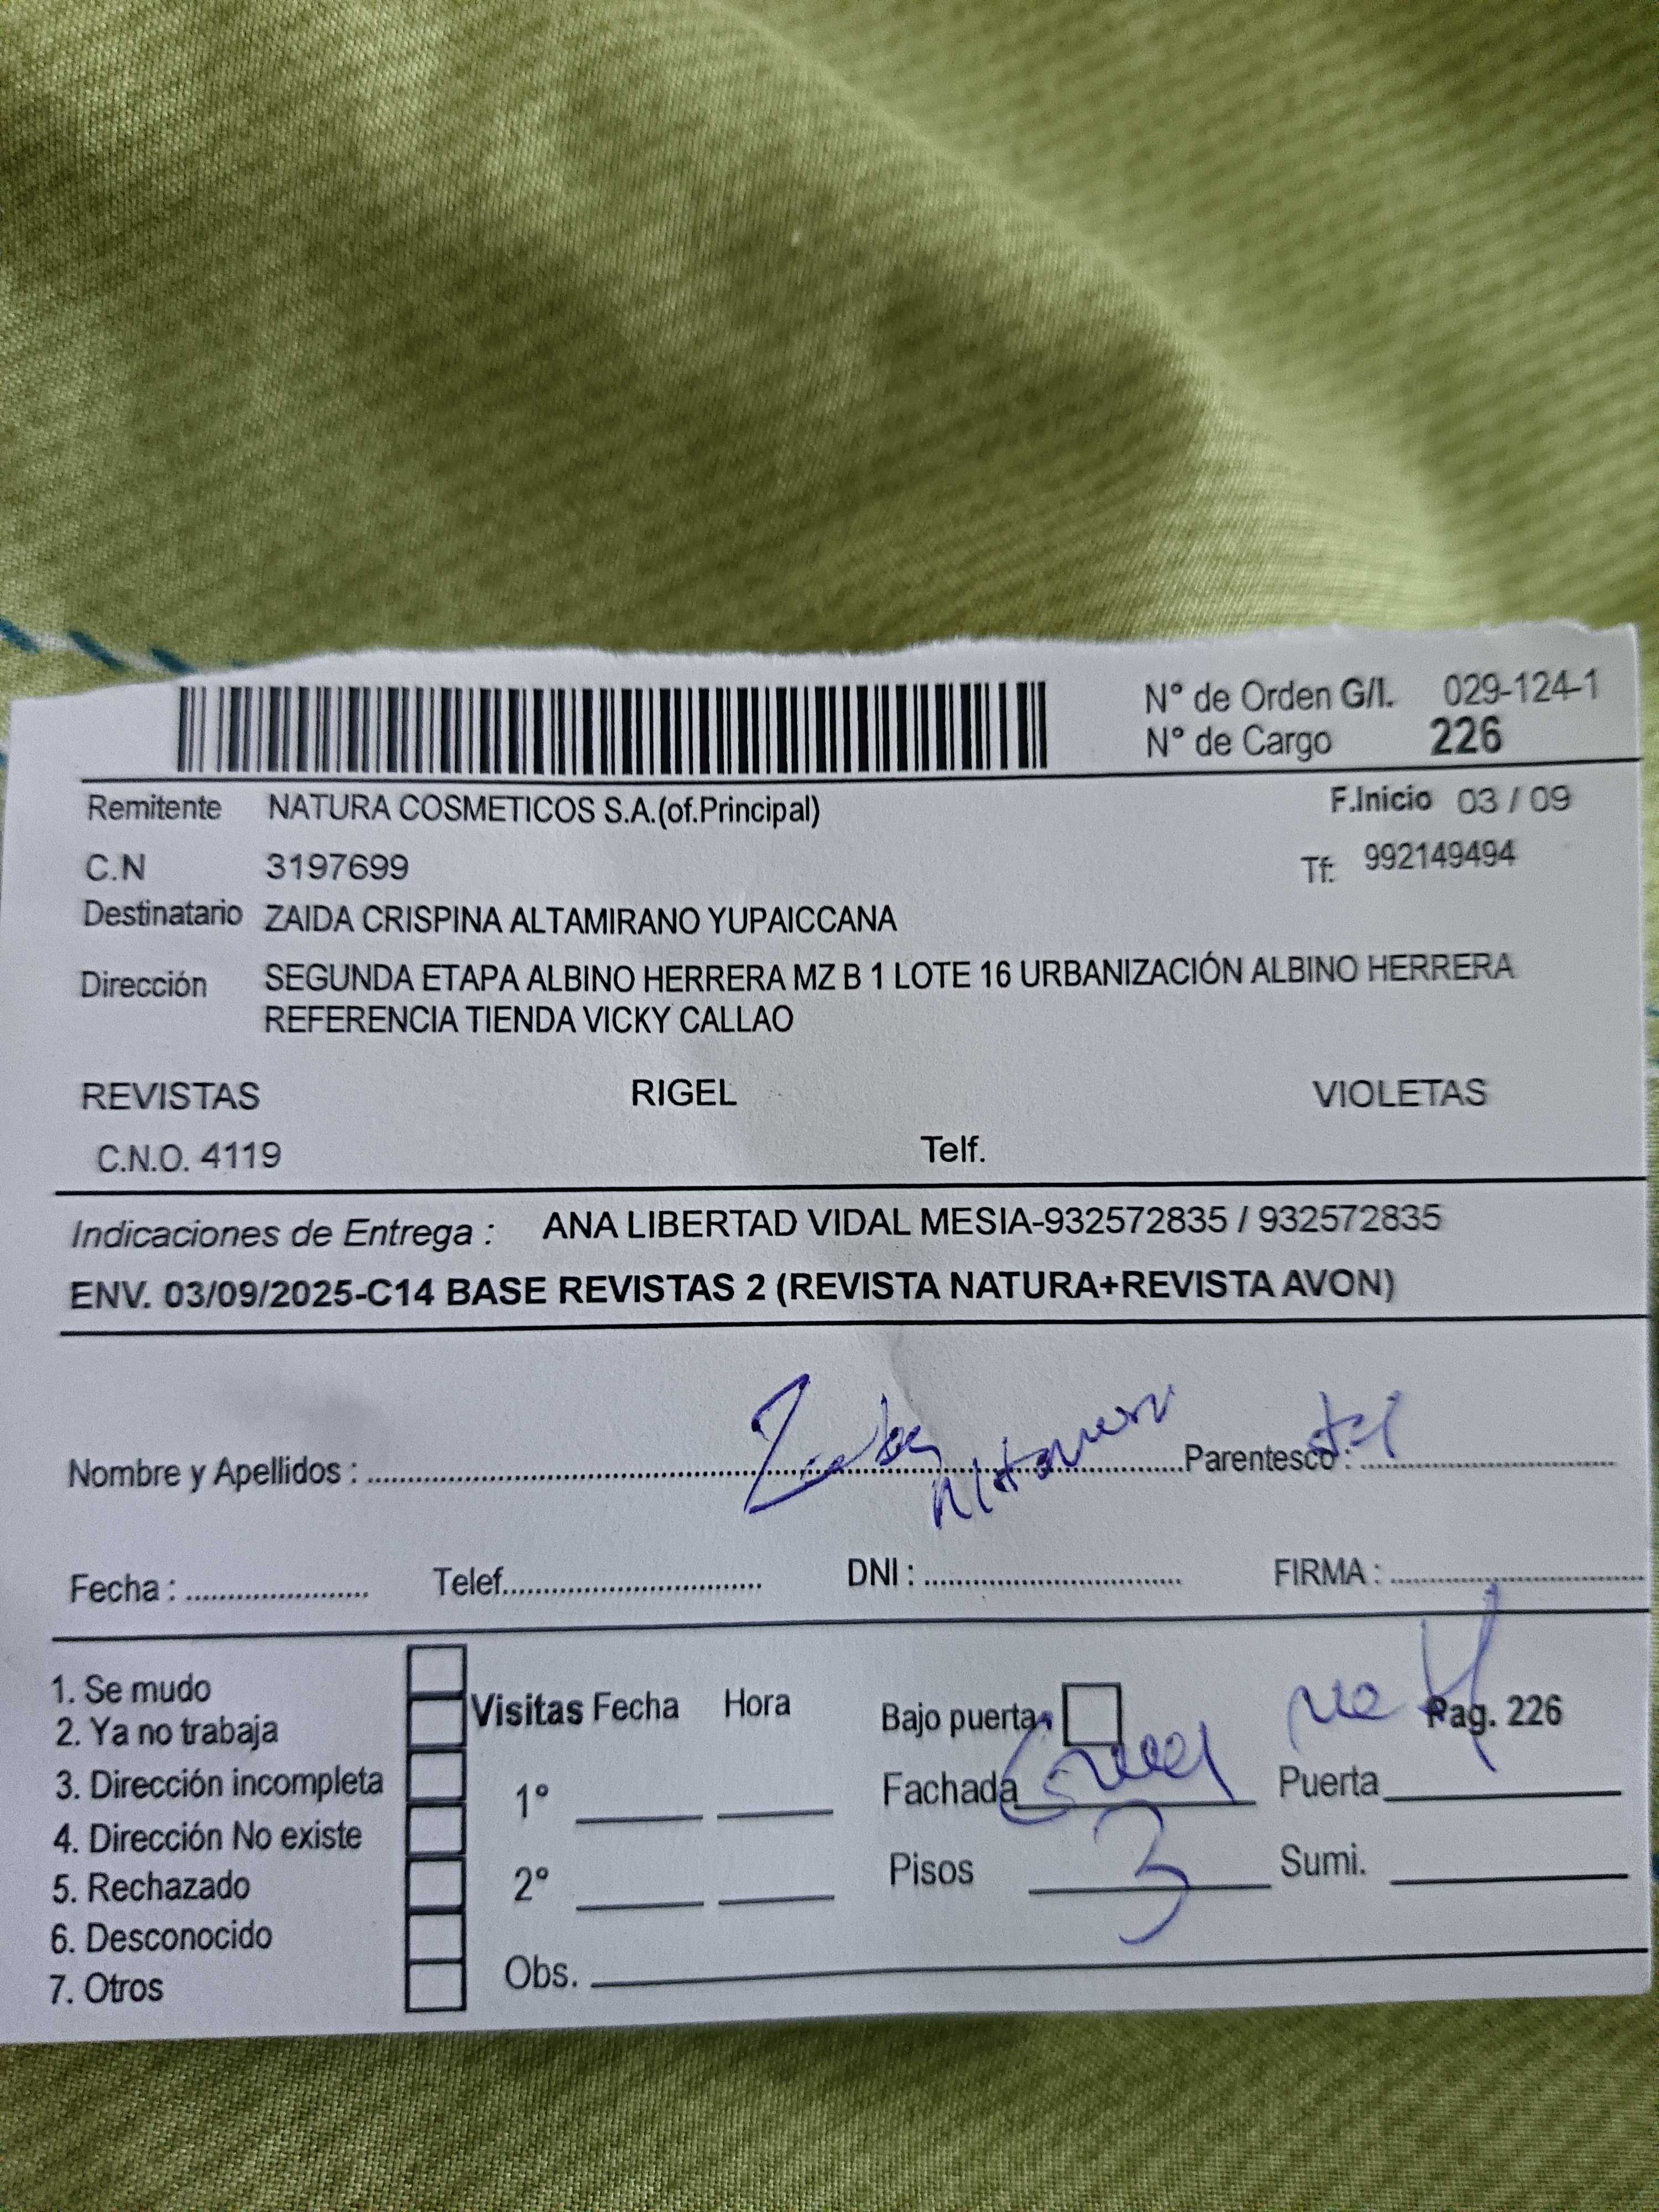 N° de Orden G/I. 029-124-1
N° de Cargo 226
Remitente NATURA COSMETICOS S.A.(of.Principal) F.Inicio 03 / 09
C.N 3197699 Tf: 992149494
Destinatario ZAIDA CRISPINA ALTAMIRANO YUPAICCANA
Dirección SEGUNDA ETAPA ALBINO HERRERA MZ B 1 LOTE 16 URBANIZACIÓN ALBINO HERRERA
REFERENCIA TIENDA VICKY CALLAO
REVISTAS RIGEL VIOLETAS
C.N.O. 4119 Telf.
Indicaciones de Entrega : ANA LIBERTAD VIDAL MESIA-932572835 / 932572835
ENV. 03/09/2025-C14 BASE REVISTAS 2 (REVISTA NATURA+REVISTA AVON)
Nombre y Apellidos : Parentesco :
Fecha : Telef. DNI : FIRMA :
1. Se mudo
2. Ya no trabaja
3. Dirección incompleta
4. Dirección No existe
5. Rechazado
6. Desconocido
7. Otros
Visitas Fecha Hora
1°
2°
Obs.
Bajo puerta Pag. 226
Fachada Puerta
Pisos 3 Sumi.